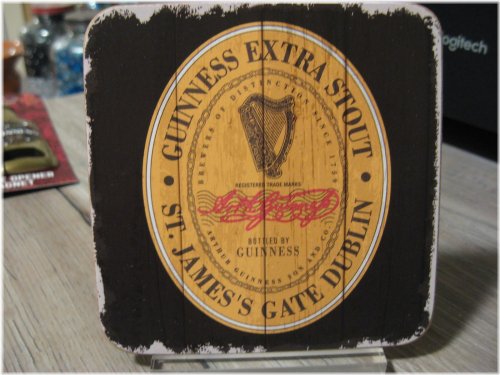 GUINNESS EXTRA STOUT
BREWERS OF DISTINCTION SINCE 1759
REGISTERED TRADE MARKS
BOTTLED BY
GUINNESS
ARTHUR GUINNESS SON AND CO.
ST. JAMES'S GATE DUBLIN
logitech
OPENER